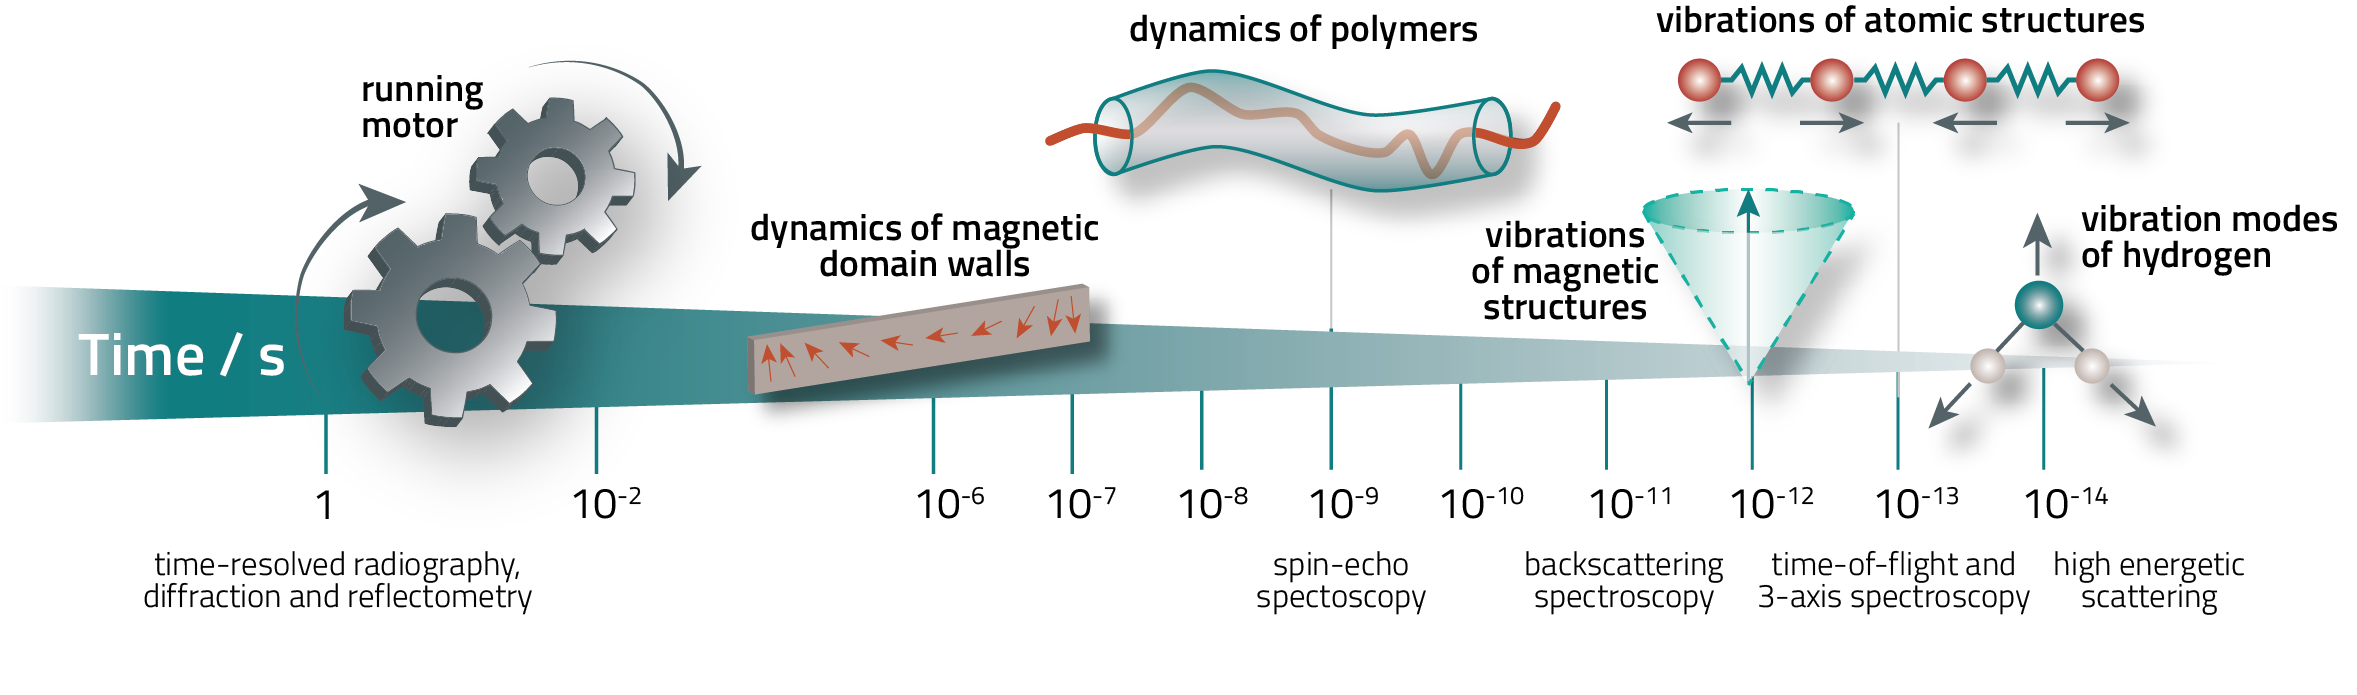 dynamics of polymers
vibrations of atomic structures
running
motor
dynamics of magnetic
domain walls
vibrations
of magnetic
structures
vibration modes
of hydrogen
Time / s
1
10⁻²
10⁻⁶
10⁻⁷
10⁻⁸
10⁻⁹
10⁻¹⁰
10⁻¹¹
10⁻¹²
10⁻¹³
10⁻¹⁴
time-resolved radiography,
diffraction and reflectometry
spin-echo
spectoscopy
backscattering
spectroscopy
time-of-flight and
3-axis spectroscopy
high energetic
scattering